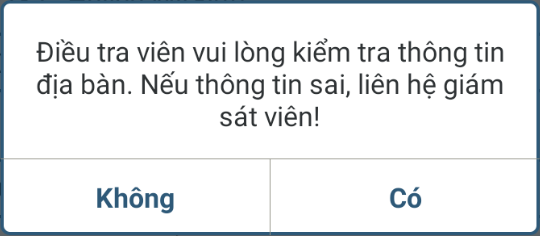 Điều tra viên vui lòng kiểm tra thông tin
địa bàn. Nếu thông tin sai, liên hệ giám
sát viên!
Không
Có